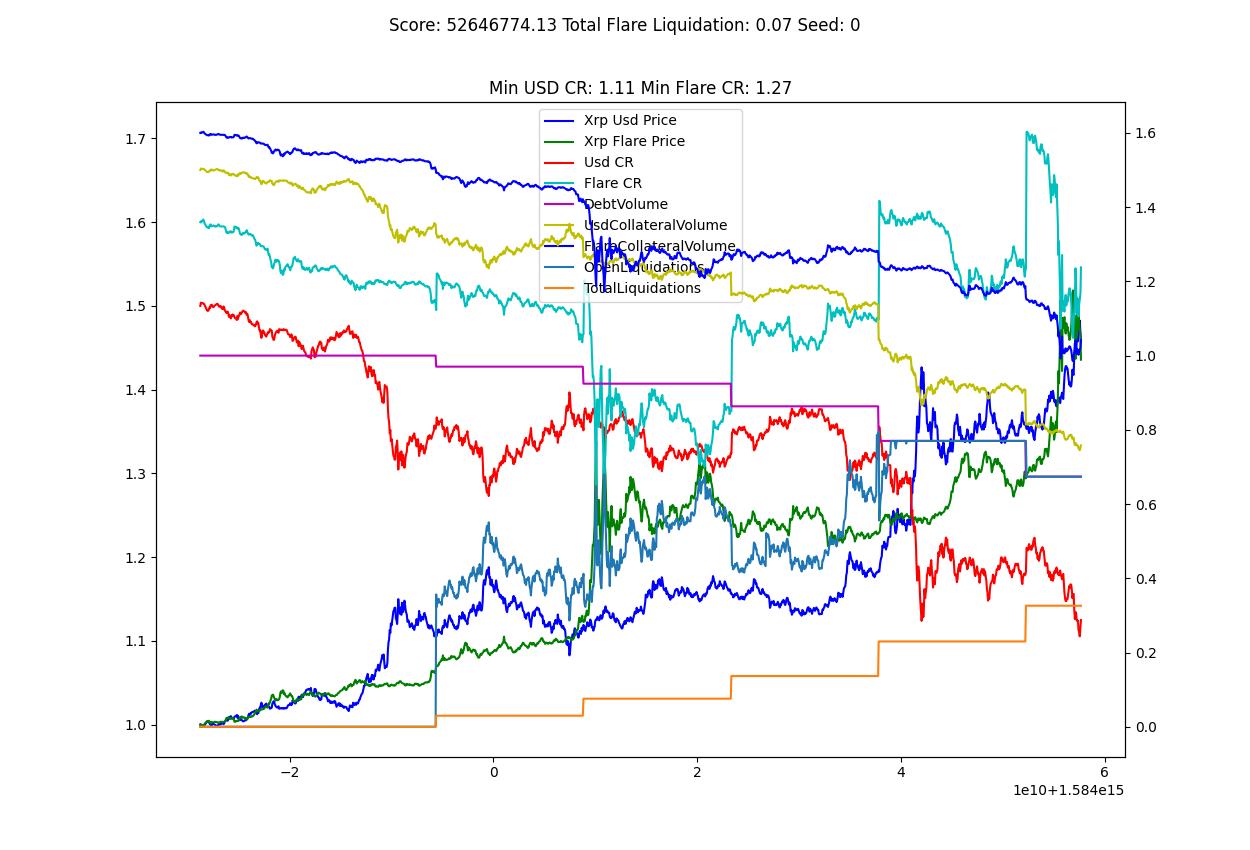 Score: 52646774.13 Total Flare Liquidation: 0.07 Seed: 0
Min USD CR: 1.11 Min Flare CR: 1.27
Xrp Usd Price
Xrp Flare Price
Usd CR
Flare CR
DebtVolume
UsdCollateralVolume
FlareCollateralVolume
OpenLiquidations
TotalLiquidations
1.7
1.6
1.5
1.4
1.3
1.2
1.1
1.0
1.6
1.4
1.2
1.0
0.8
0.6
0.4
0.2
0.0
−2 0 2 4 6
1e10+1.584e15